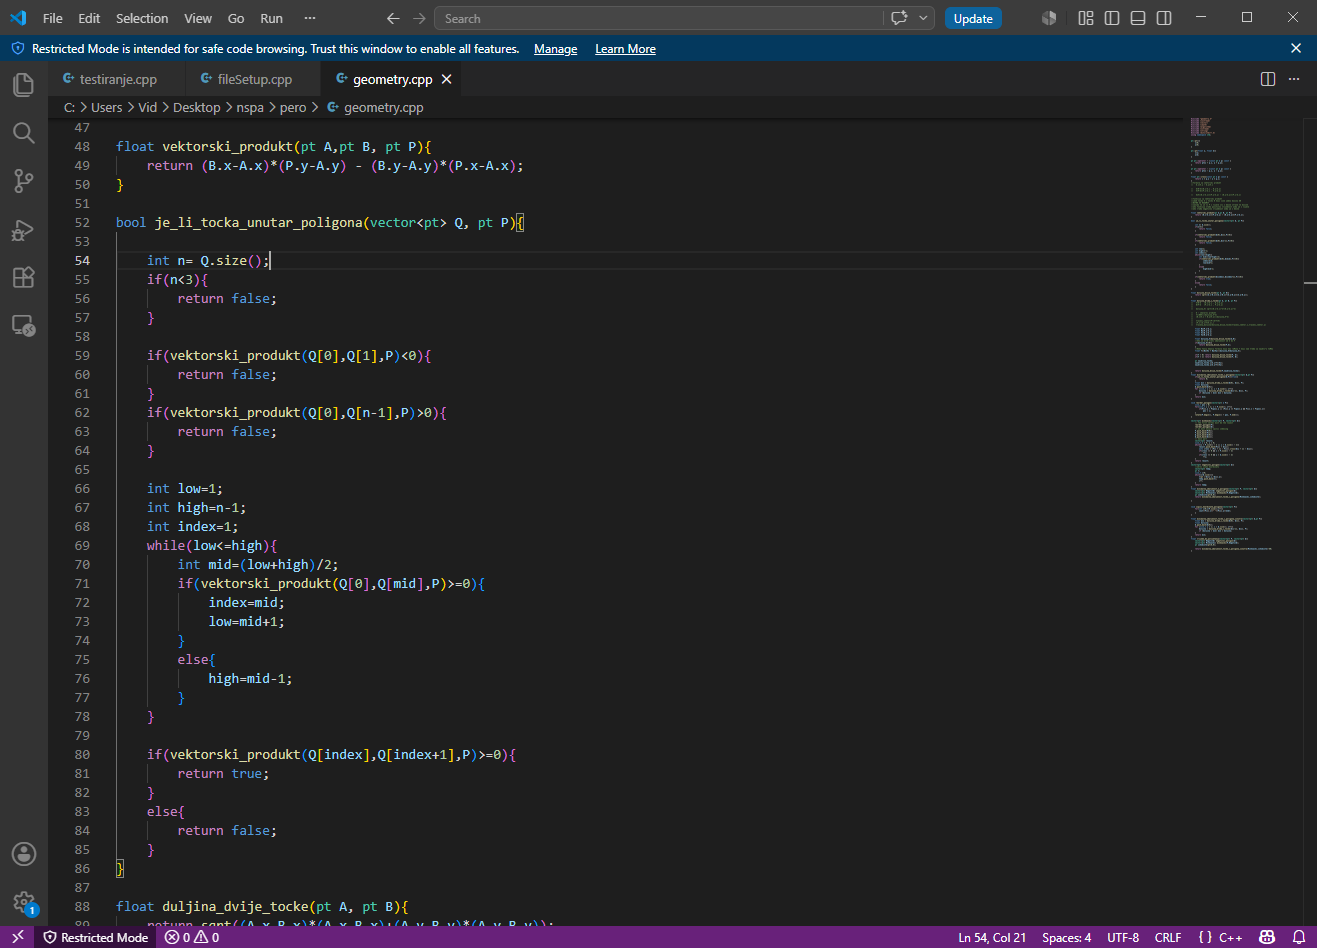 File Edit Selection View Go Run ··· Search Update
Restricted Mode is intended for safe code browsing. Trust this window to enable all features. Manage Learn More
testiranje.cpp fileSetup.cpp geometry.cpp
C: > Users > Vid > Desktop > nspa > pero > geometry.cpp
47
48 float vektorski_produkt(pt A,pt B, pt P){
49 return (B.x-A.x)*(P.y-A.y) - (B.y-A.y)*(P.x-A.x);
50 }
51
52 bool je_li_tocka_unutar_poligona(vector<pt> Q, pt P){
53
54 int n= Q.size();
55 if(n<3){
56 return false;
57 }
58
59 if(vektorski_produkt(Q[0],Q[1],P)<0){
60 return false;
61 }
62 if(vektorski_produkt(Q[0],Q[n-1],P)>0){
63 return false;
64 }
65
66 int low=1;
67 int high=n-1;
68 int index=1;
69 while(low<=high){
70 int mid=(low+high)/2;
71 if(vektorski_produkt(Q[0],Q[mid],P)>=0){
72 index=mid;
73 low=mid+1;
74 }
75 else{
76 high=mid-1;
77 }
78 }
79
80 if(vektorski_produkt(Q[index],Q[index+1],P)>=0){
81 return true;
82 }
83 else{
84 return false;
85 }
86 }
87
88 float duljina_dvije_tocke(pt A, pt B){
89 return sqrt((A.x-B.x)*(A.x-B.x)+(A.y-B.y)*(A.y-B.y));
1
Restricted Mode 0 0 Ln 54, Col 21 Spaces: 4 UTF-8 CRLF { } C++